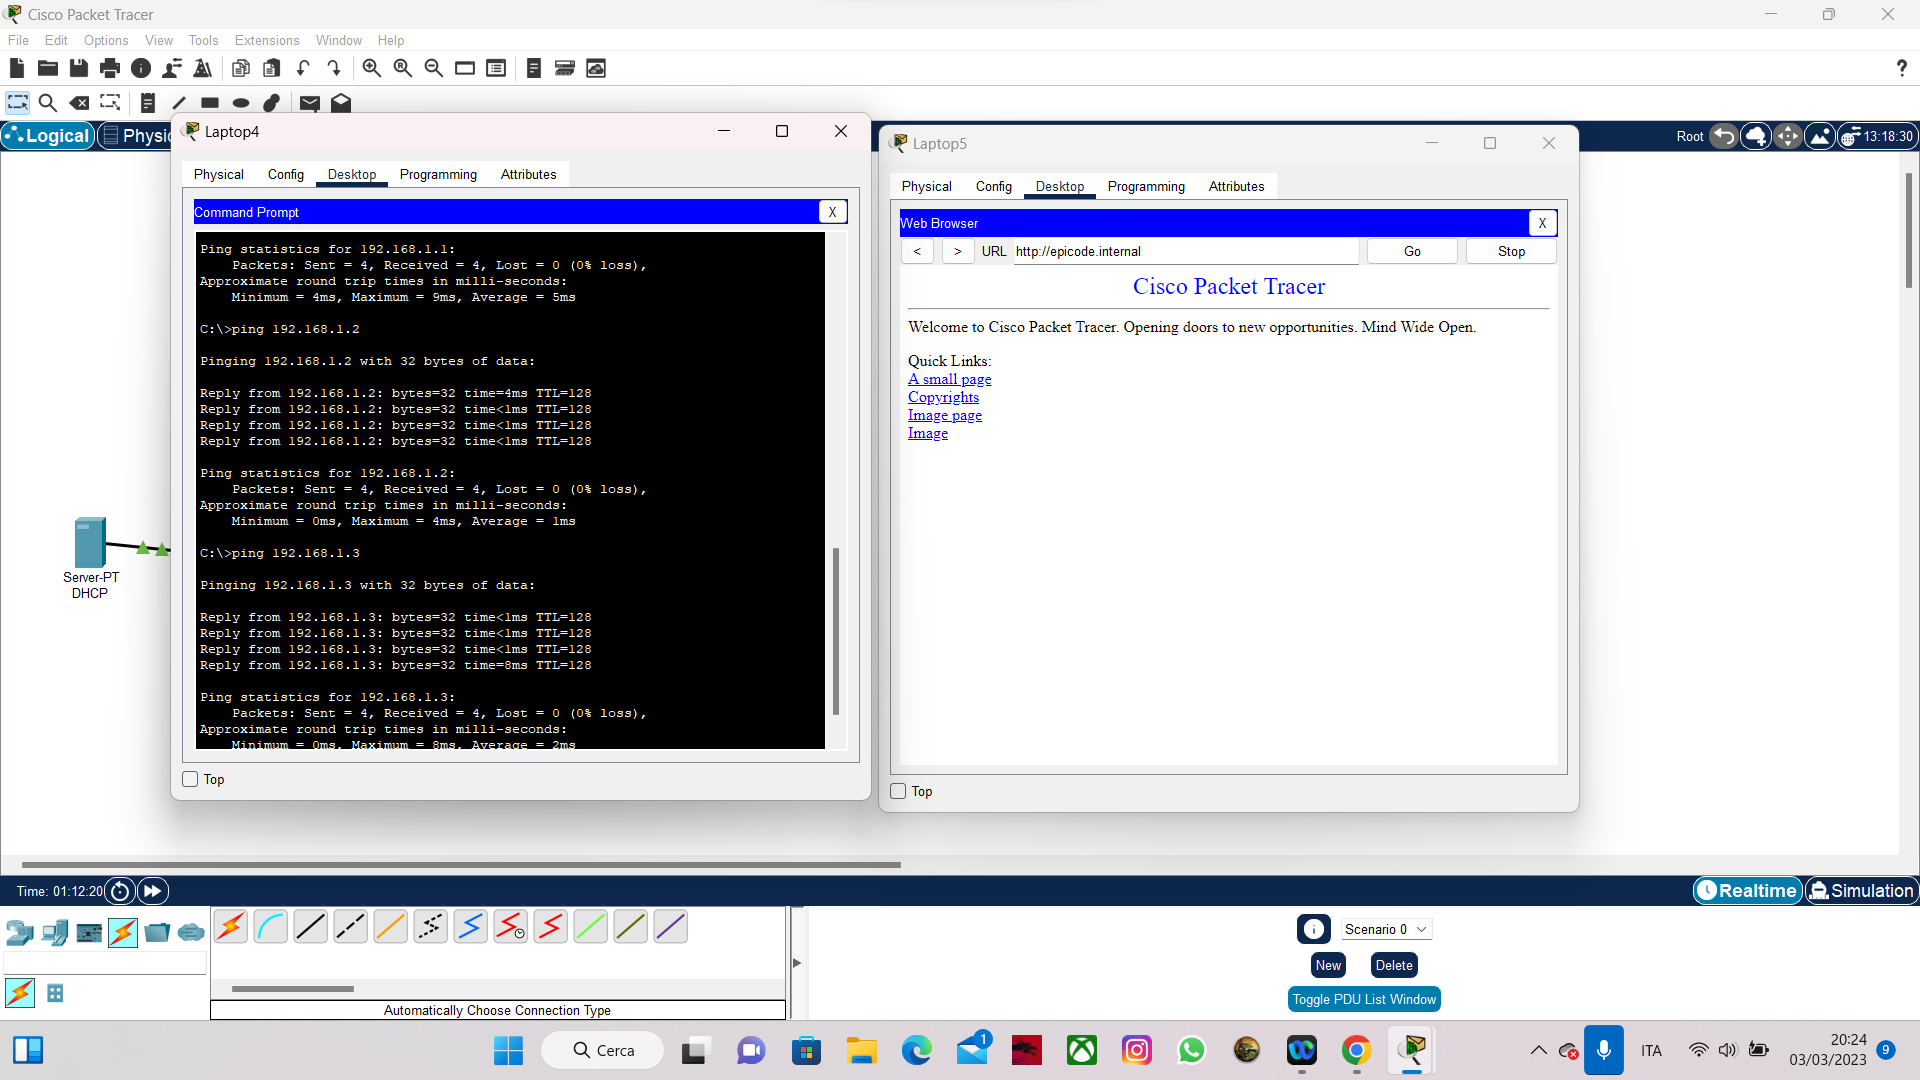 Cisco Packet Tracer
File Edit Options View Tools Extensions Window Help
Logical
Physi
Root
13:18:30
Laptop4
Physical Config Desktop Programming Attributes
Command Prompt
X
Ping statistics for 192.168.1.1:
Packets: Sent = 4, Received = 4, Lost = 0 (0% loss),
Approximate round trip times in milli-seconds:
Minimum = 4ms, Maximum = 9ms, Average = 5ms
C:\>ping 192.168.1.2
Pinging 192.168.1.2 with 32 bytes of data:
Reply from 192.168.1.2: bytes=32 time=4ms TTL=128
Reply from 192.168.1.2: bytes=32 time<1ms TTL=128
Reply from 192.168.1.2: bytes=32 time<1ms TTL=128
Reply from 192.168.1.2: bytes=32 time<1ms TTL=128
Ping statistics for 192.168.1.2:
Packets: Sent = 4, Received = 4, Lost = 0 (0% loss),
Approximate round trip times in milli-seconds:
Minimum = 0ms, Maximum = 4ms, Average = 1ms
C:\>ping 192.168.1.3
Pinging 192.168.1.3 with 32 bytes of data:
Reply from 192.168.1.3: bytes=32 time<1ms TTL=128
Reply from 192.168.1.3: bytes=32 time<1ms TTL=128
Reply from 192.168.1.3: bytes=32 time<1ms TTL=128
Reply from 192.168.1.3: bytes=32 time=8ms TTL=128
Ping statistics for 192.168.1.3:
Packets: Sent = 4, Received = 4, Lost = 0 (0% loss),
Approximate round trip times in milli-seconds:
Minimum = 0ms, Maximum = 8ms, Average = 2ms
Top
Laptop5
Physical Config Desktop Programming Attributes
Web Browser
X
< > URL http://epicode.internal Go Stop
Cisco Packet Tracer
Welcome to Cisco Packet Tracer. Opening doors to new opportunities. Mind Wide Open.
Quick Links:
A small page
Copyrights
Image page
Image
Top
Server-PT
DHCP
Time: 01:12:20
Realtime
Simulation
Scenario 0
New Delete
Toggle PDU List Window
Automatically Choose Connection Type
Cerca
1
ITA
20:24
03/03/2023
9